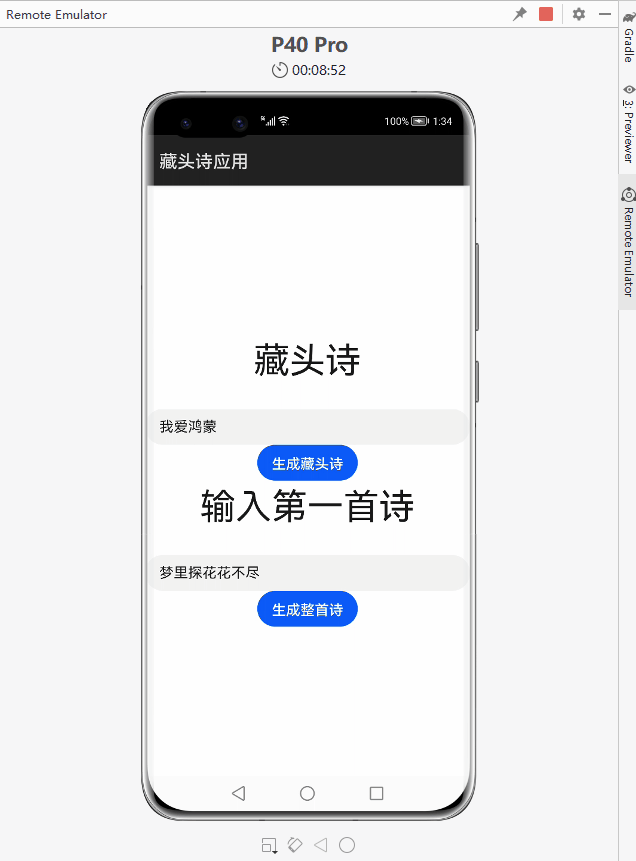 Remote Emulator
P40 Pro
00:08:52
100% 1:34
藏头诗应用
藏头诗
我爱鸿蒙
生成藏头诗
输入第一首诗
梦里探花花不尽
生成整首诗
Gradle
3: Previewer
Remote Emulator